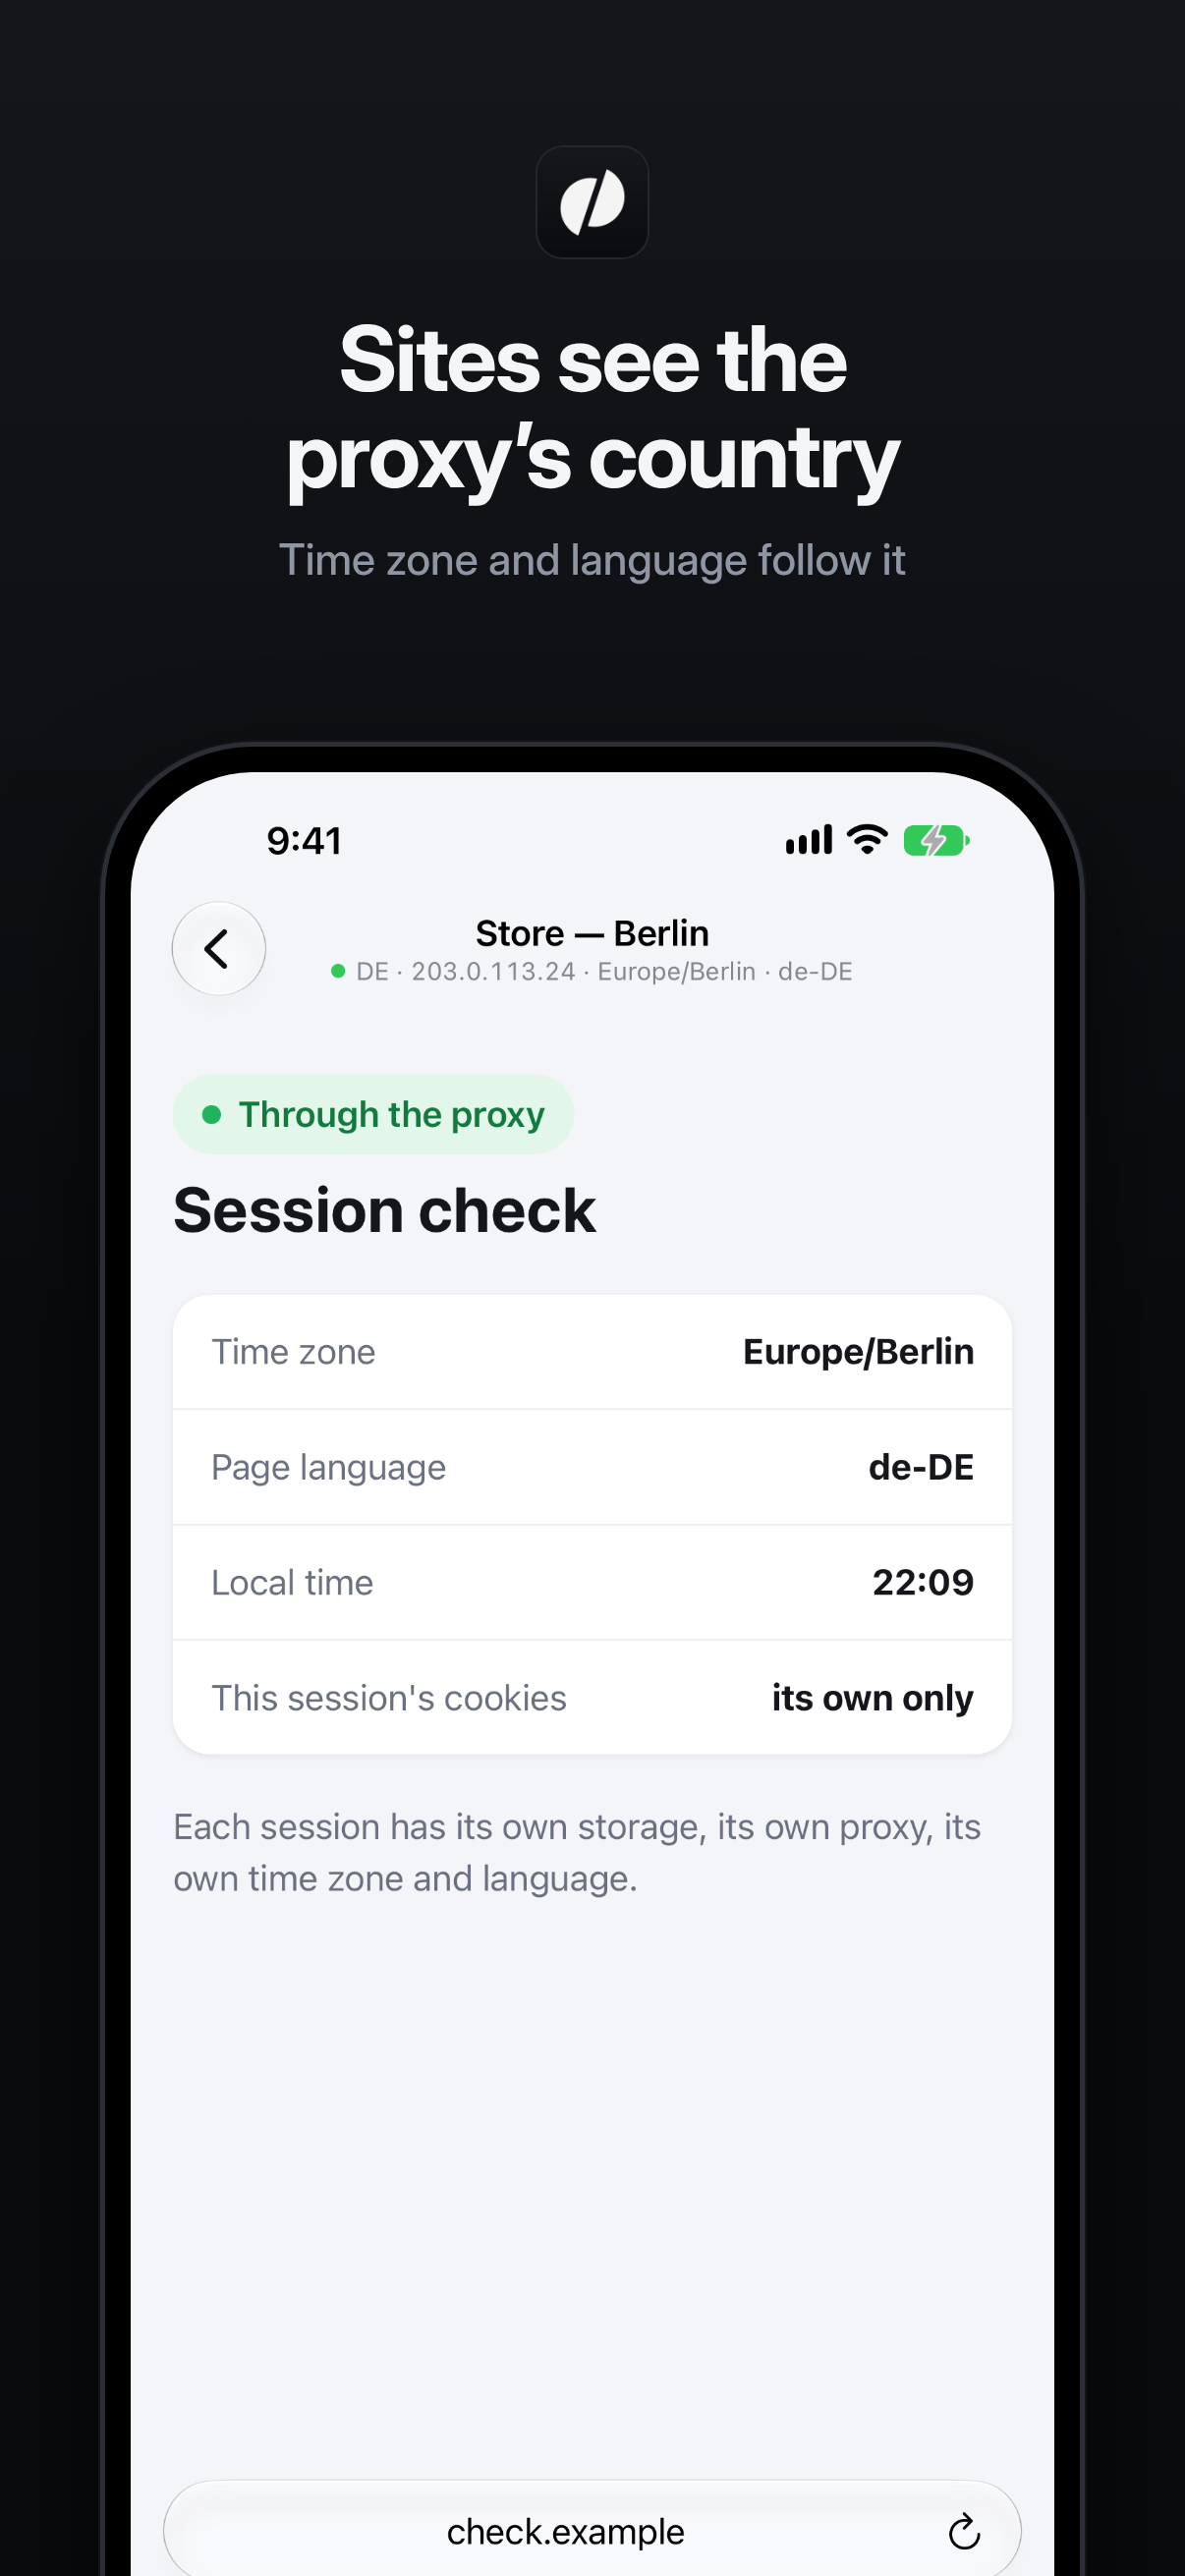 Sites see the
proxy’s country
Time zone and language follow it
9:41
Store — Berlin
DE · 203.0.113.24 · Europe/Berlin · de-DE
Through the proxy
Session check
Time zone Europe/Berlin
Page language de-DE
Local time 22:09
This session's cookies its own only
Each session has its own storage, its own proxy, its
own time zone and language.
check.example